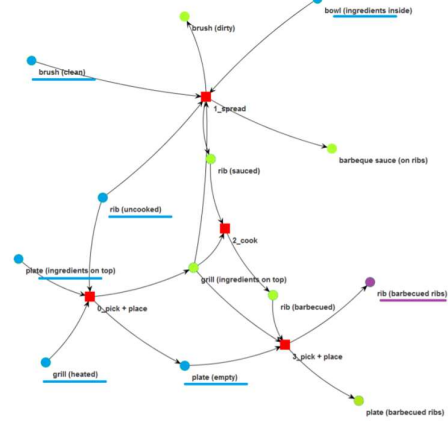 bowl (ingredients inside)
brush (dirty)
brush (clean)
1_spread
barbeque sauce (on ribs)
rib (sauced)
rib (uncooked)
2_cook
plate (ingredients on top)
grill (ingredients on top)
rib (barbecued)
rib (barbecued ribs)
0_pick + place
3_pick + place
grill (heated)
plate (empty)
plate (barbecued ribs)